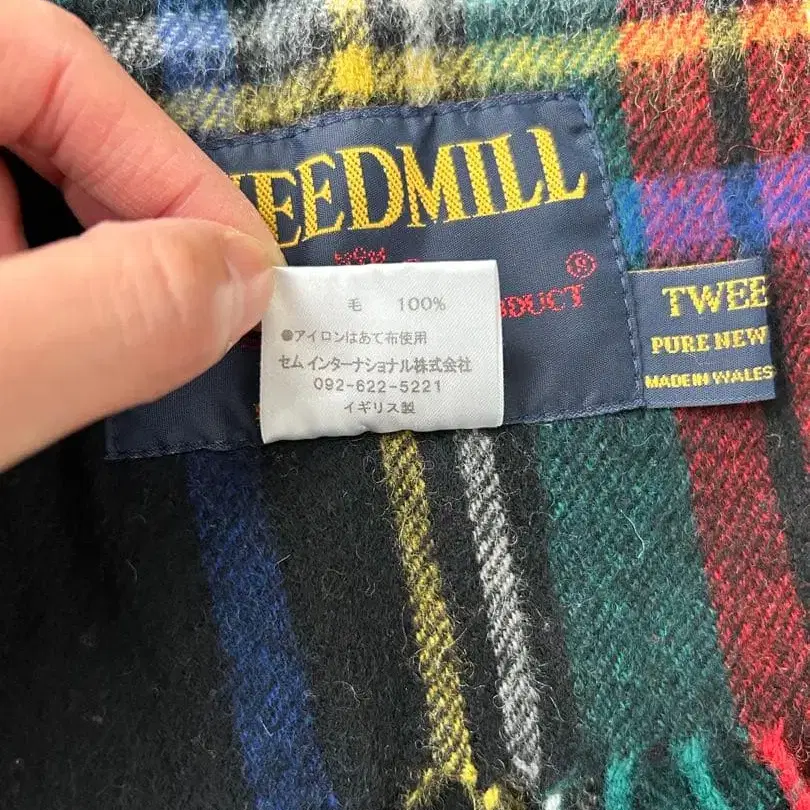 EEDMILL
®
DUCT
毛 100%
●アイロンはあて布使用
セム インターナショナル株式会社
092-622-5221
イギリス製
TWEE
PURE NEW
MADE IN WALES